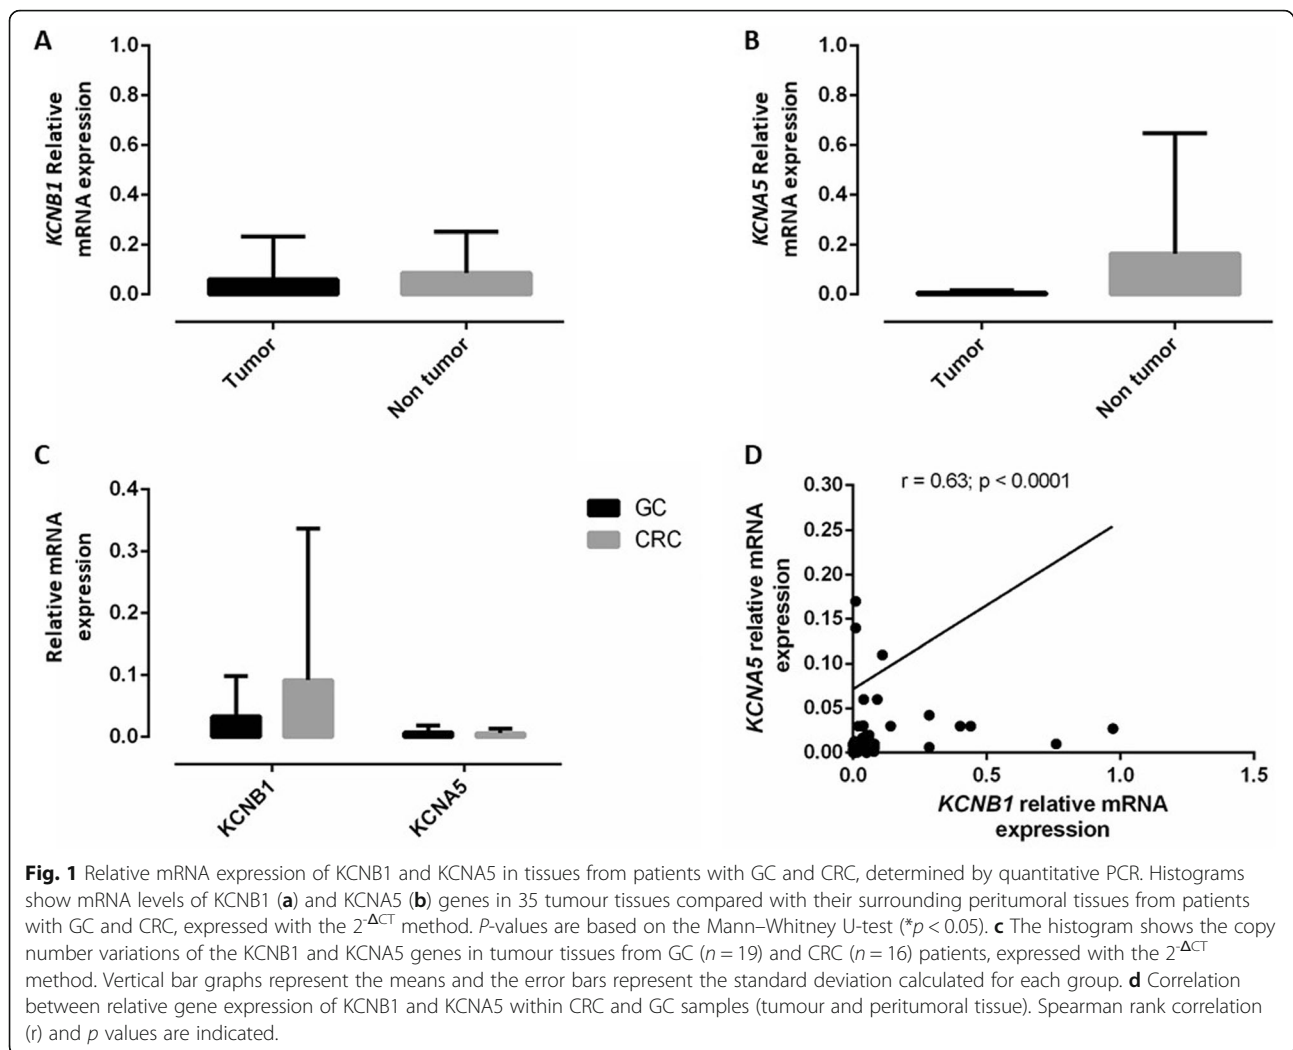 A
1.0
0.8
0.6
0.4
0.2
0.0
KCNB1 Relative
mRNA expression
Tumor
Non tumor
B
1.0
0.8
0.6
0.4
0.2
0.0
KCNA5 Relative
mRNA expression
Tumor
Non tumor
C
0.4
0.3
0.2
0.1
0.0
Relative mRNA
expression
KCNB1
KCNA5
GC
CRC
D
r = 0.63; p < 0.0001
0.30
0.25
0.20
0.15
0.10
0.05
0.00
KCNA5 relative mRNA
expression
0.0
0.5
1.0
1.5
KCNB1 relative mRNA
expression
Fig. 1 Relative mRNA expression of KCNB1 and KCNA5 in tissues from patients with GC and CRC, determined by quantitative PCR. Histograms
show mRNA levels of KCNB1 (a) and KCNA5 (b) genes in 35 tumour tissues compared with their surrounding peritumoral tissues from patients
with GC and CRC, expressed with the 2-ΔCT method. P-values are based on the Mann–Whitney U-test (*p < 0.05). c The histogram shows the copy
number variations of the KCNB1 and KCNA5 genes in tumour tissues from GC (n = 19) and CRC (n = 16) patients, expressed with the 2-ΔCT
method. Vertical bar graphs represent the means and the error bars represent the standard deviation calculated for each group. d Correlation
between relative gene expression of KCNB1 and KCNA5 within CRC and GC samples (tumour and peritumoral tissue). Spearman rank correlation
(r) and p values are indicated.